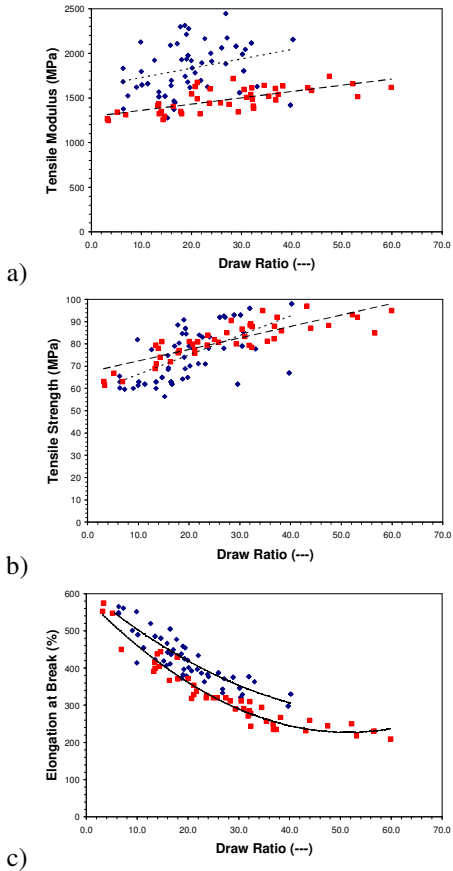 2500
2000
1500
1000
500
0
0.0 10.0 20.0 30.0 40.0 50.0 60.0 70.0
Tensile Modulus (MPa)
Draw Ratio (---)
a)
100
90
80
70
60
50
40
30
20
10
0
0.0 10.0 20.0 30.0 40.0 50.0 60.0 70.0
Tensile Strength (MPa)
Draw Ratio (---)
b)
600
500
400
300
200
100
0
0.0 10.0 20.0 30.0 40.0 50.0 60.0 70.0
Elongation at Break (%)
Draw Ratio (---)
c)